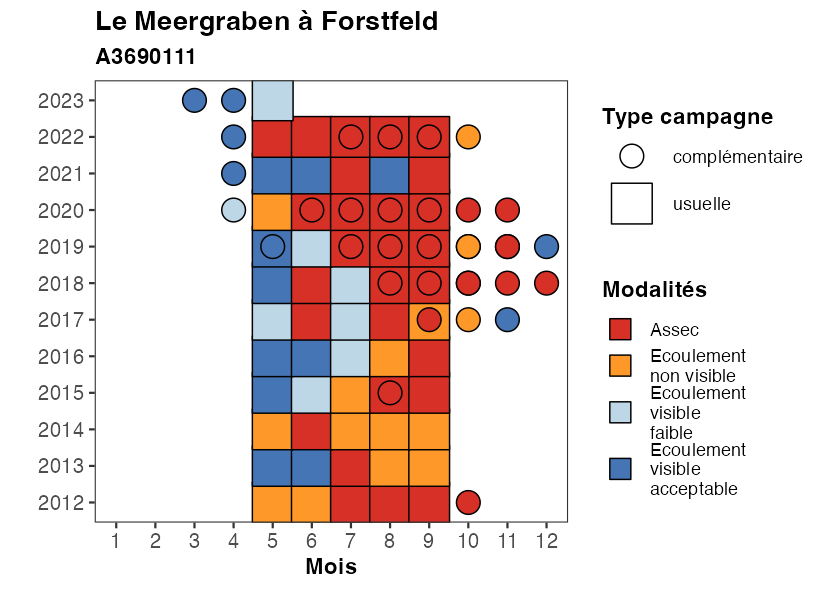 Le Meergraben à Forstfeld
A3690111
2023
2022
2021
2020
2019
2018
2017
2016
2015
2014
2013
2012
1 2 3 4 5 6 7 8 9 10 11 12
Mois
Type campagne
complémentaire
usuelle
Modalités
Assec
Ecoulement
non visible
Ecoulement
visible
faible
Ecoulement
visible
acceptable